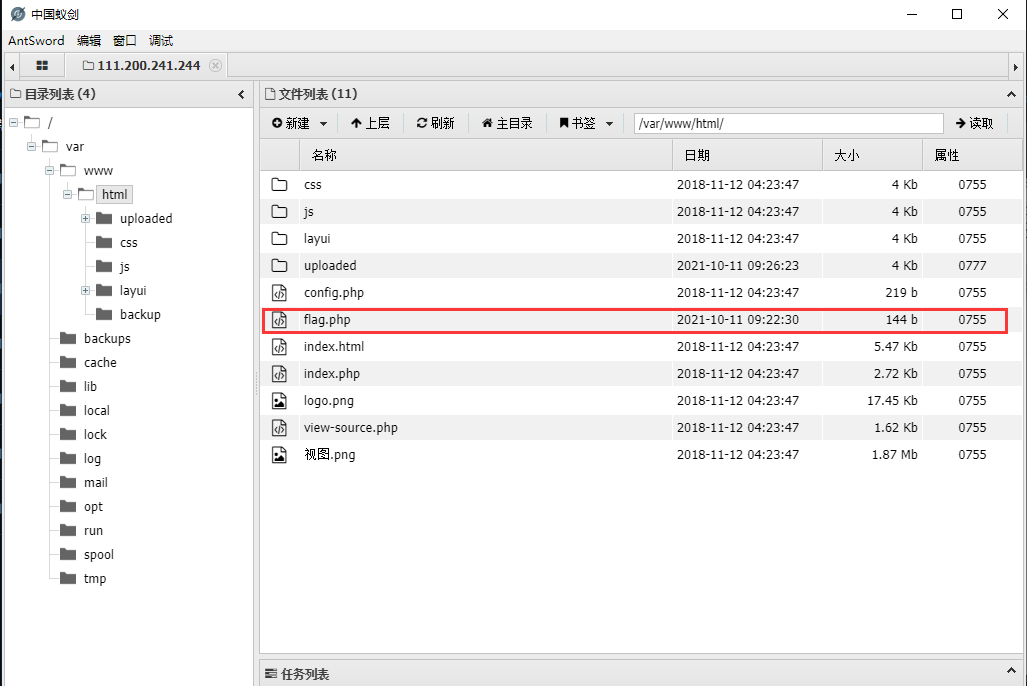 中国蚁剑
AntSword 编辑 窗口 调试
111.200.241.244
目录列表 (4)
/
var
www
html
uploaded
css
js
layui
backup
backups
cache
lib
local
lock
log
mail
opt
run
spool
tmp
文件列表 (11)
新建 上层 刷新 主目录 书签 /var/www/html/ 读取
名称 日期 大小 属性
css 2018-11-12 04:23:47 4 Kb 0755
js 2018-11-12 04:23:47 4 Kb 0755
layui 2018-11-12 04:23:47 4 Kb 0755
uploaded 2021-10-11 09:26:23 4 Kb 0777
config.php 2018-11-12 04:23:47 219 b 0755
flag.php 2021-10-11 09:22:30 144 b 0755
index.html 2018-11-12 04:23:47 5.47 Kb 0755
index.php 2018-11-12 04:23:47 2.72 Kb 0755
logo.png 2018-11-12 04:23:47 17.45 Kb 0755
view-source.php 2018-11-12 04:23:47 1.62 Kb 0755
视图.png 2018-11-12 04:23:47 1.87 Mb 0755
任务列表